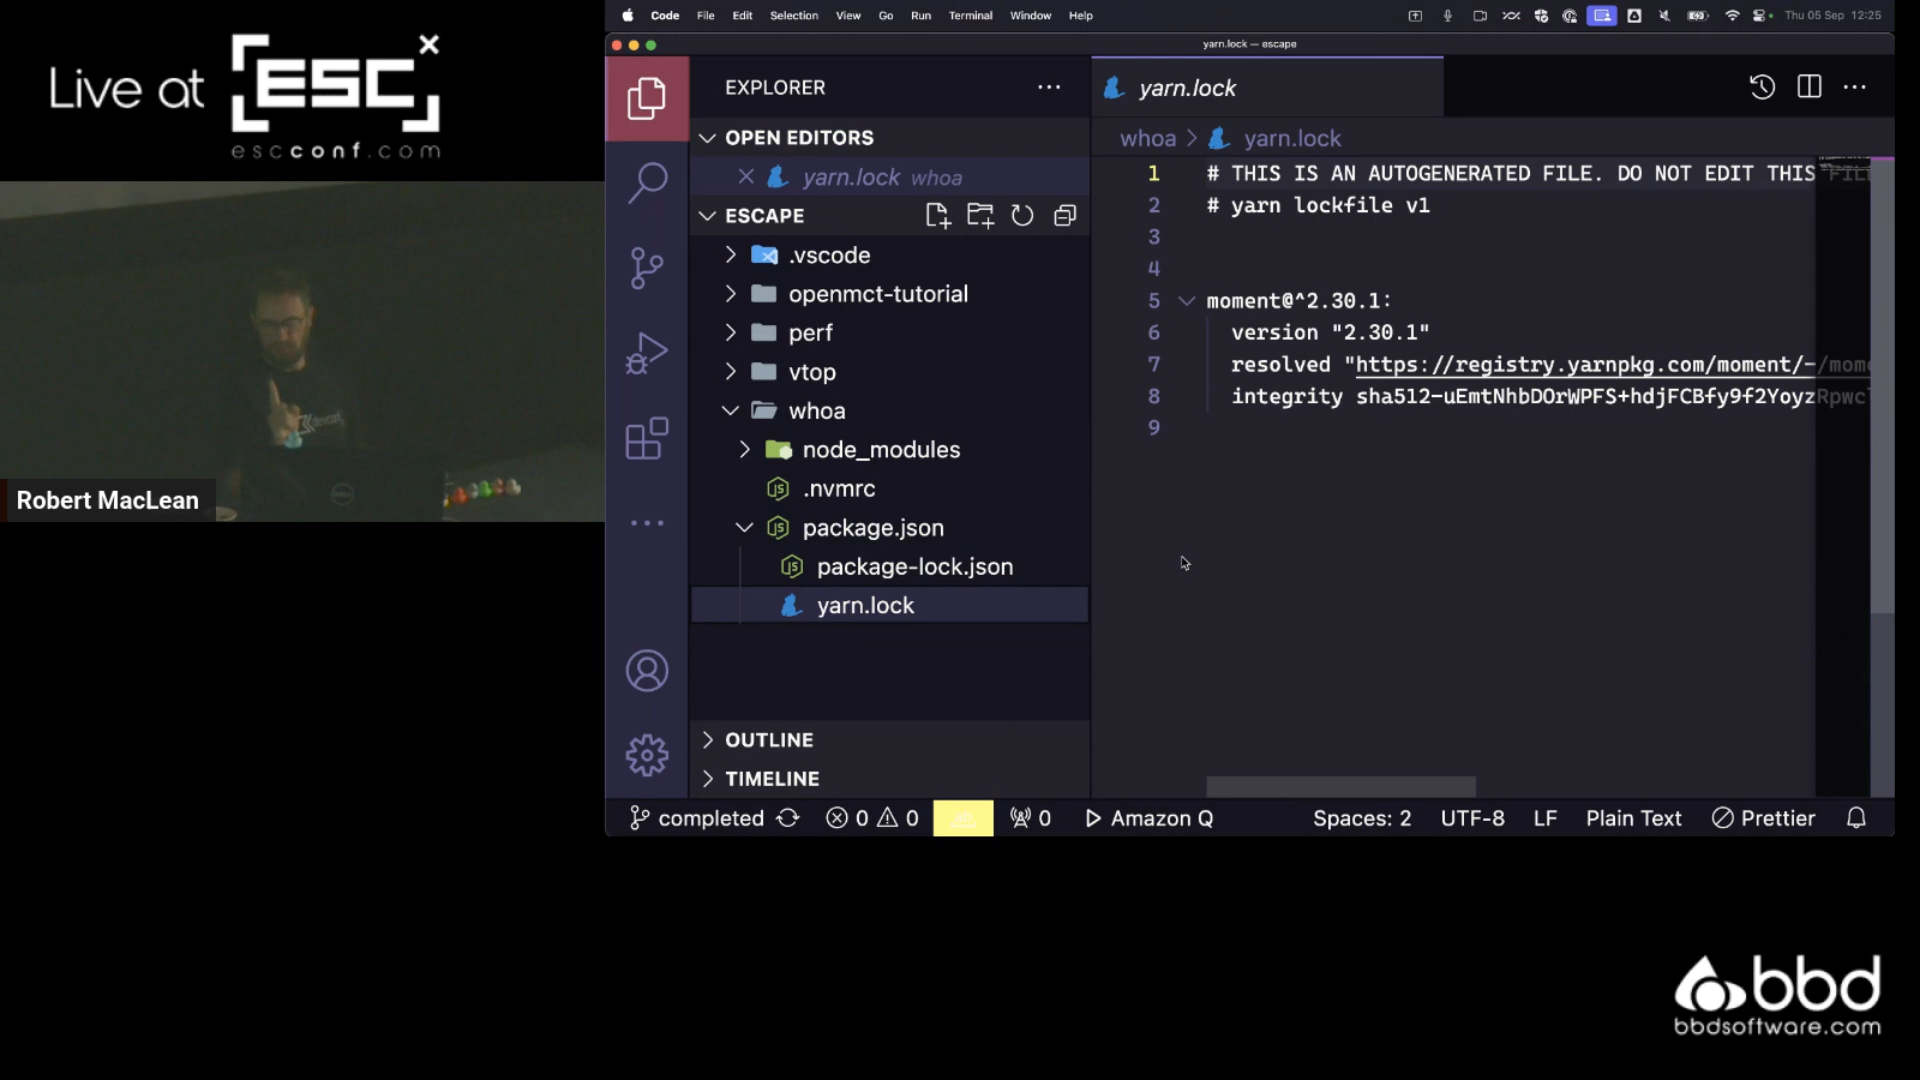 Live at ESC
escconf.com
Robert MacLean
Code File Edit Selection View Go Run Terminal Window Help
Thu 05 Sep 12:25
yarn.lock — escape
EXPLORER
OPEN EDITORS
yarn.lock whoa
ESCAPE
.vscode
openmct-tutorial
perf
vtop
whoa
node_modules
.nvmrc
package.json
package-lock.json
yarn.lock
OUTLINE
TIMELINE
yarn.lock
whoa > yarn.lock
1 # THIS IS AN AUTOGENERATED FILE. DO NOT EDIT THIS FILE
2 # yarn lockfile v1
3
4
5 moment@^2.30.1:
6 version "2.30.1"
7 resolved "https://registry.yarnpkg.com/moment/-/mom
8 integrity sha512-uEmtNhbDOrWPFS+hdjFCBfy9f2YoyzRpwc
9
completed 0 0 0 Amazon Q Spaces: 2 UTF-8 LF Plain Text Prettier
bbd
bbdsoftware.com